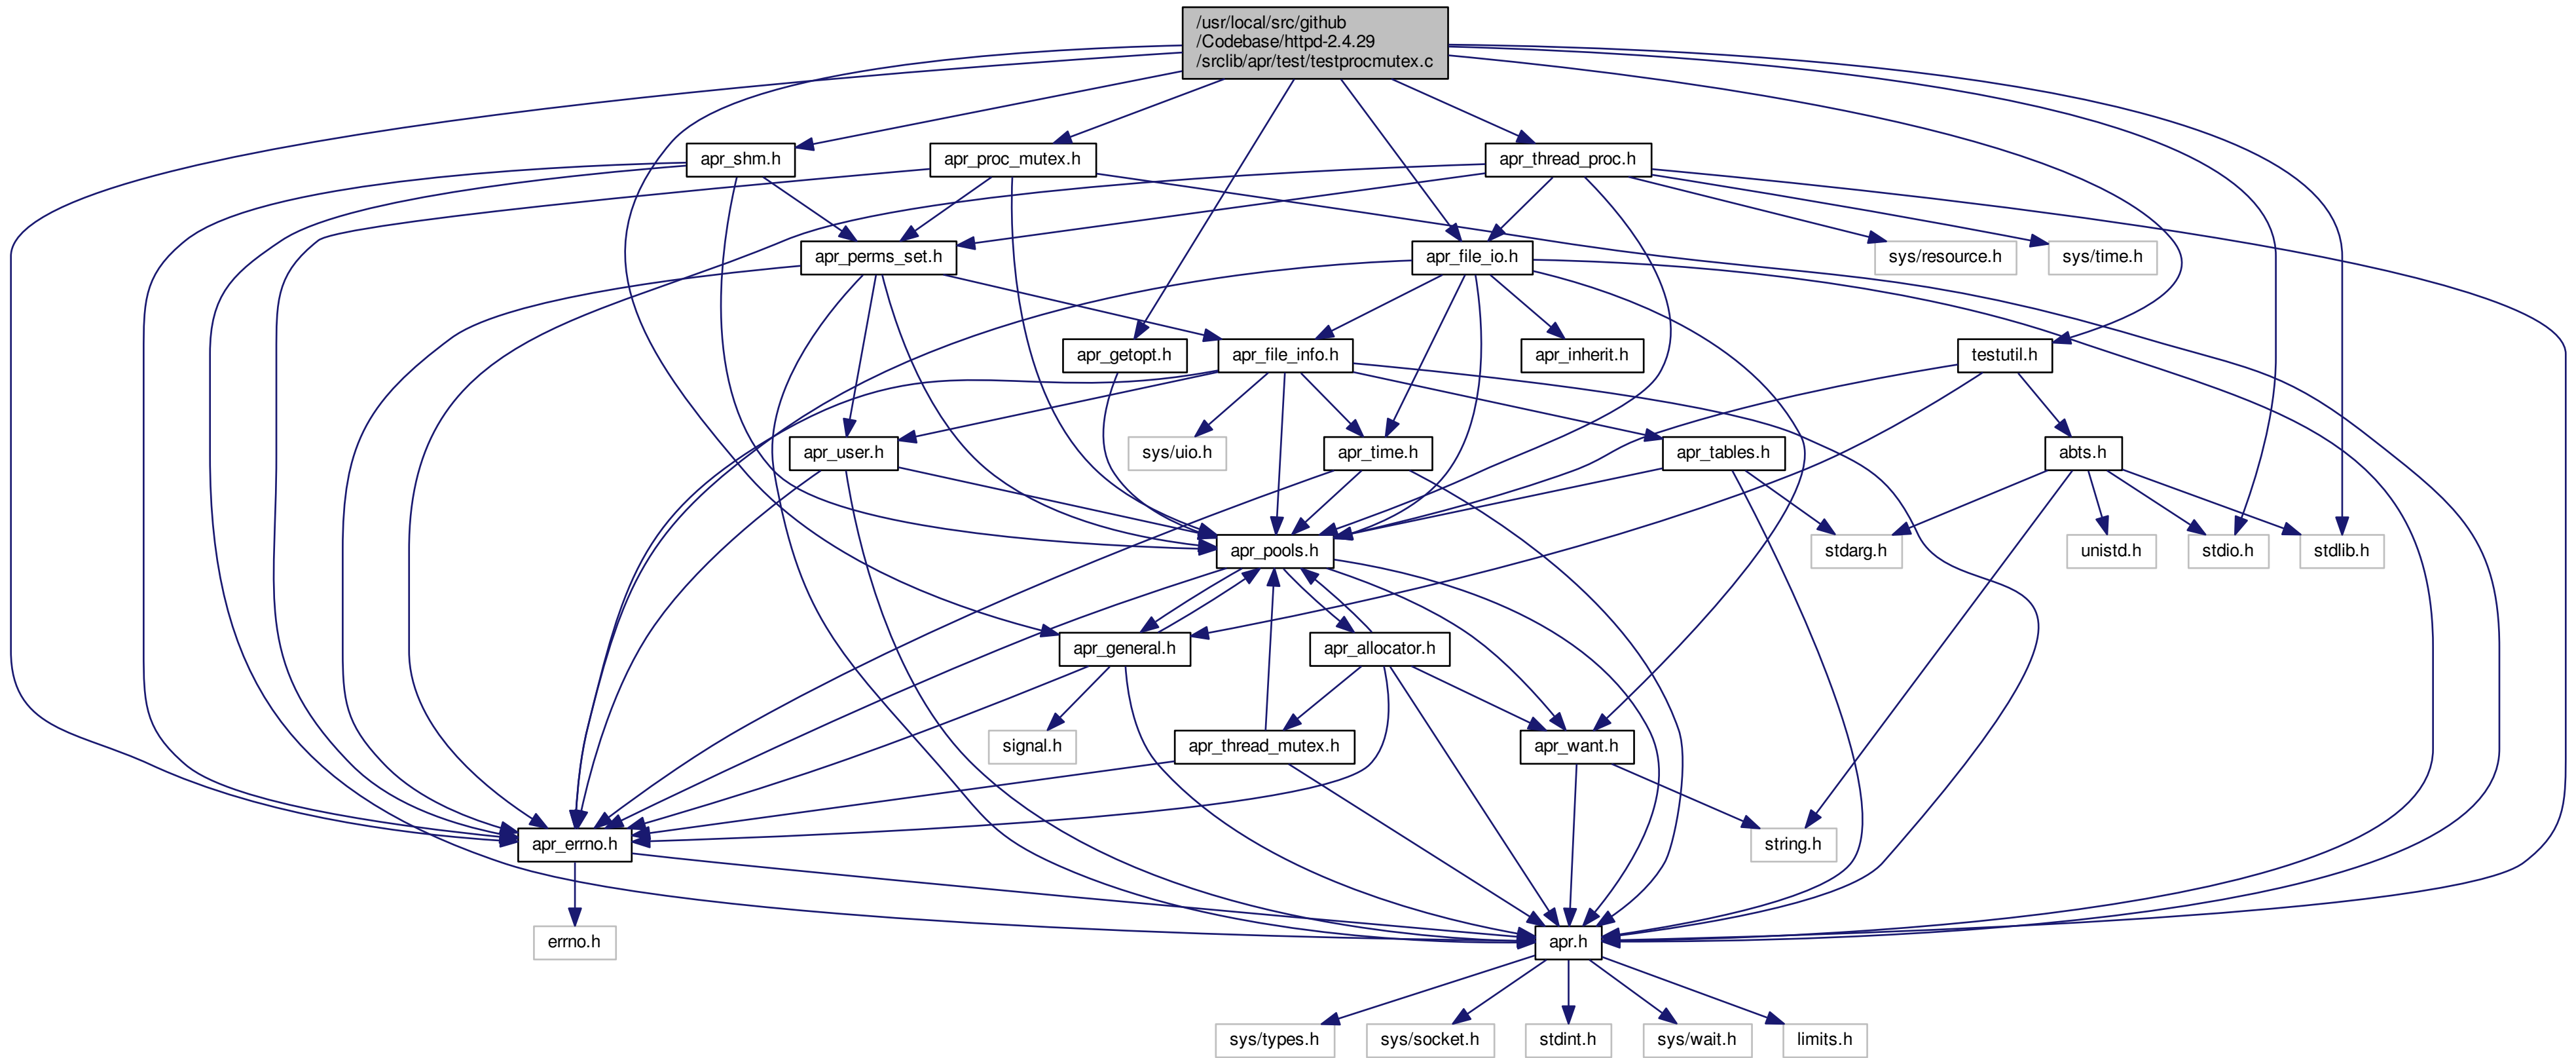 /usr/local/src/github
/Codebase/httpd-2.4.29
/srclib/apr/test/testprocmutex.c
apr_shm.h
apr_proc_mutex.h
apr_thread_proc.h
apr_perms_set.h
apr_file_io.h
sys/resource.h
sys/time.h
apr_getopt.h
apr_file_info.h
apr_inherit.h
testutil.h
apr_user.h
sys/uio.h
apr_time.h
apr_tables.h
abts.h
apr_pools.h
stdarg.h
unistd.h
stdio.h
stdlib.h
apr_general.h
apr_allocator.h
signal.h
apr_thread_mutex.h
apr_want.h
apr_errno.h
string.h
errno.h
apr.h
sys/types.h
sys/socket.h
stdint.h
sys/wait.h
limits.h